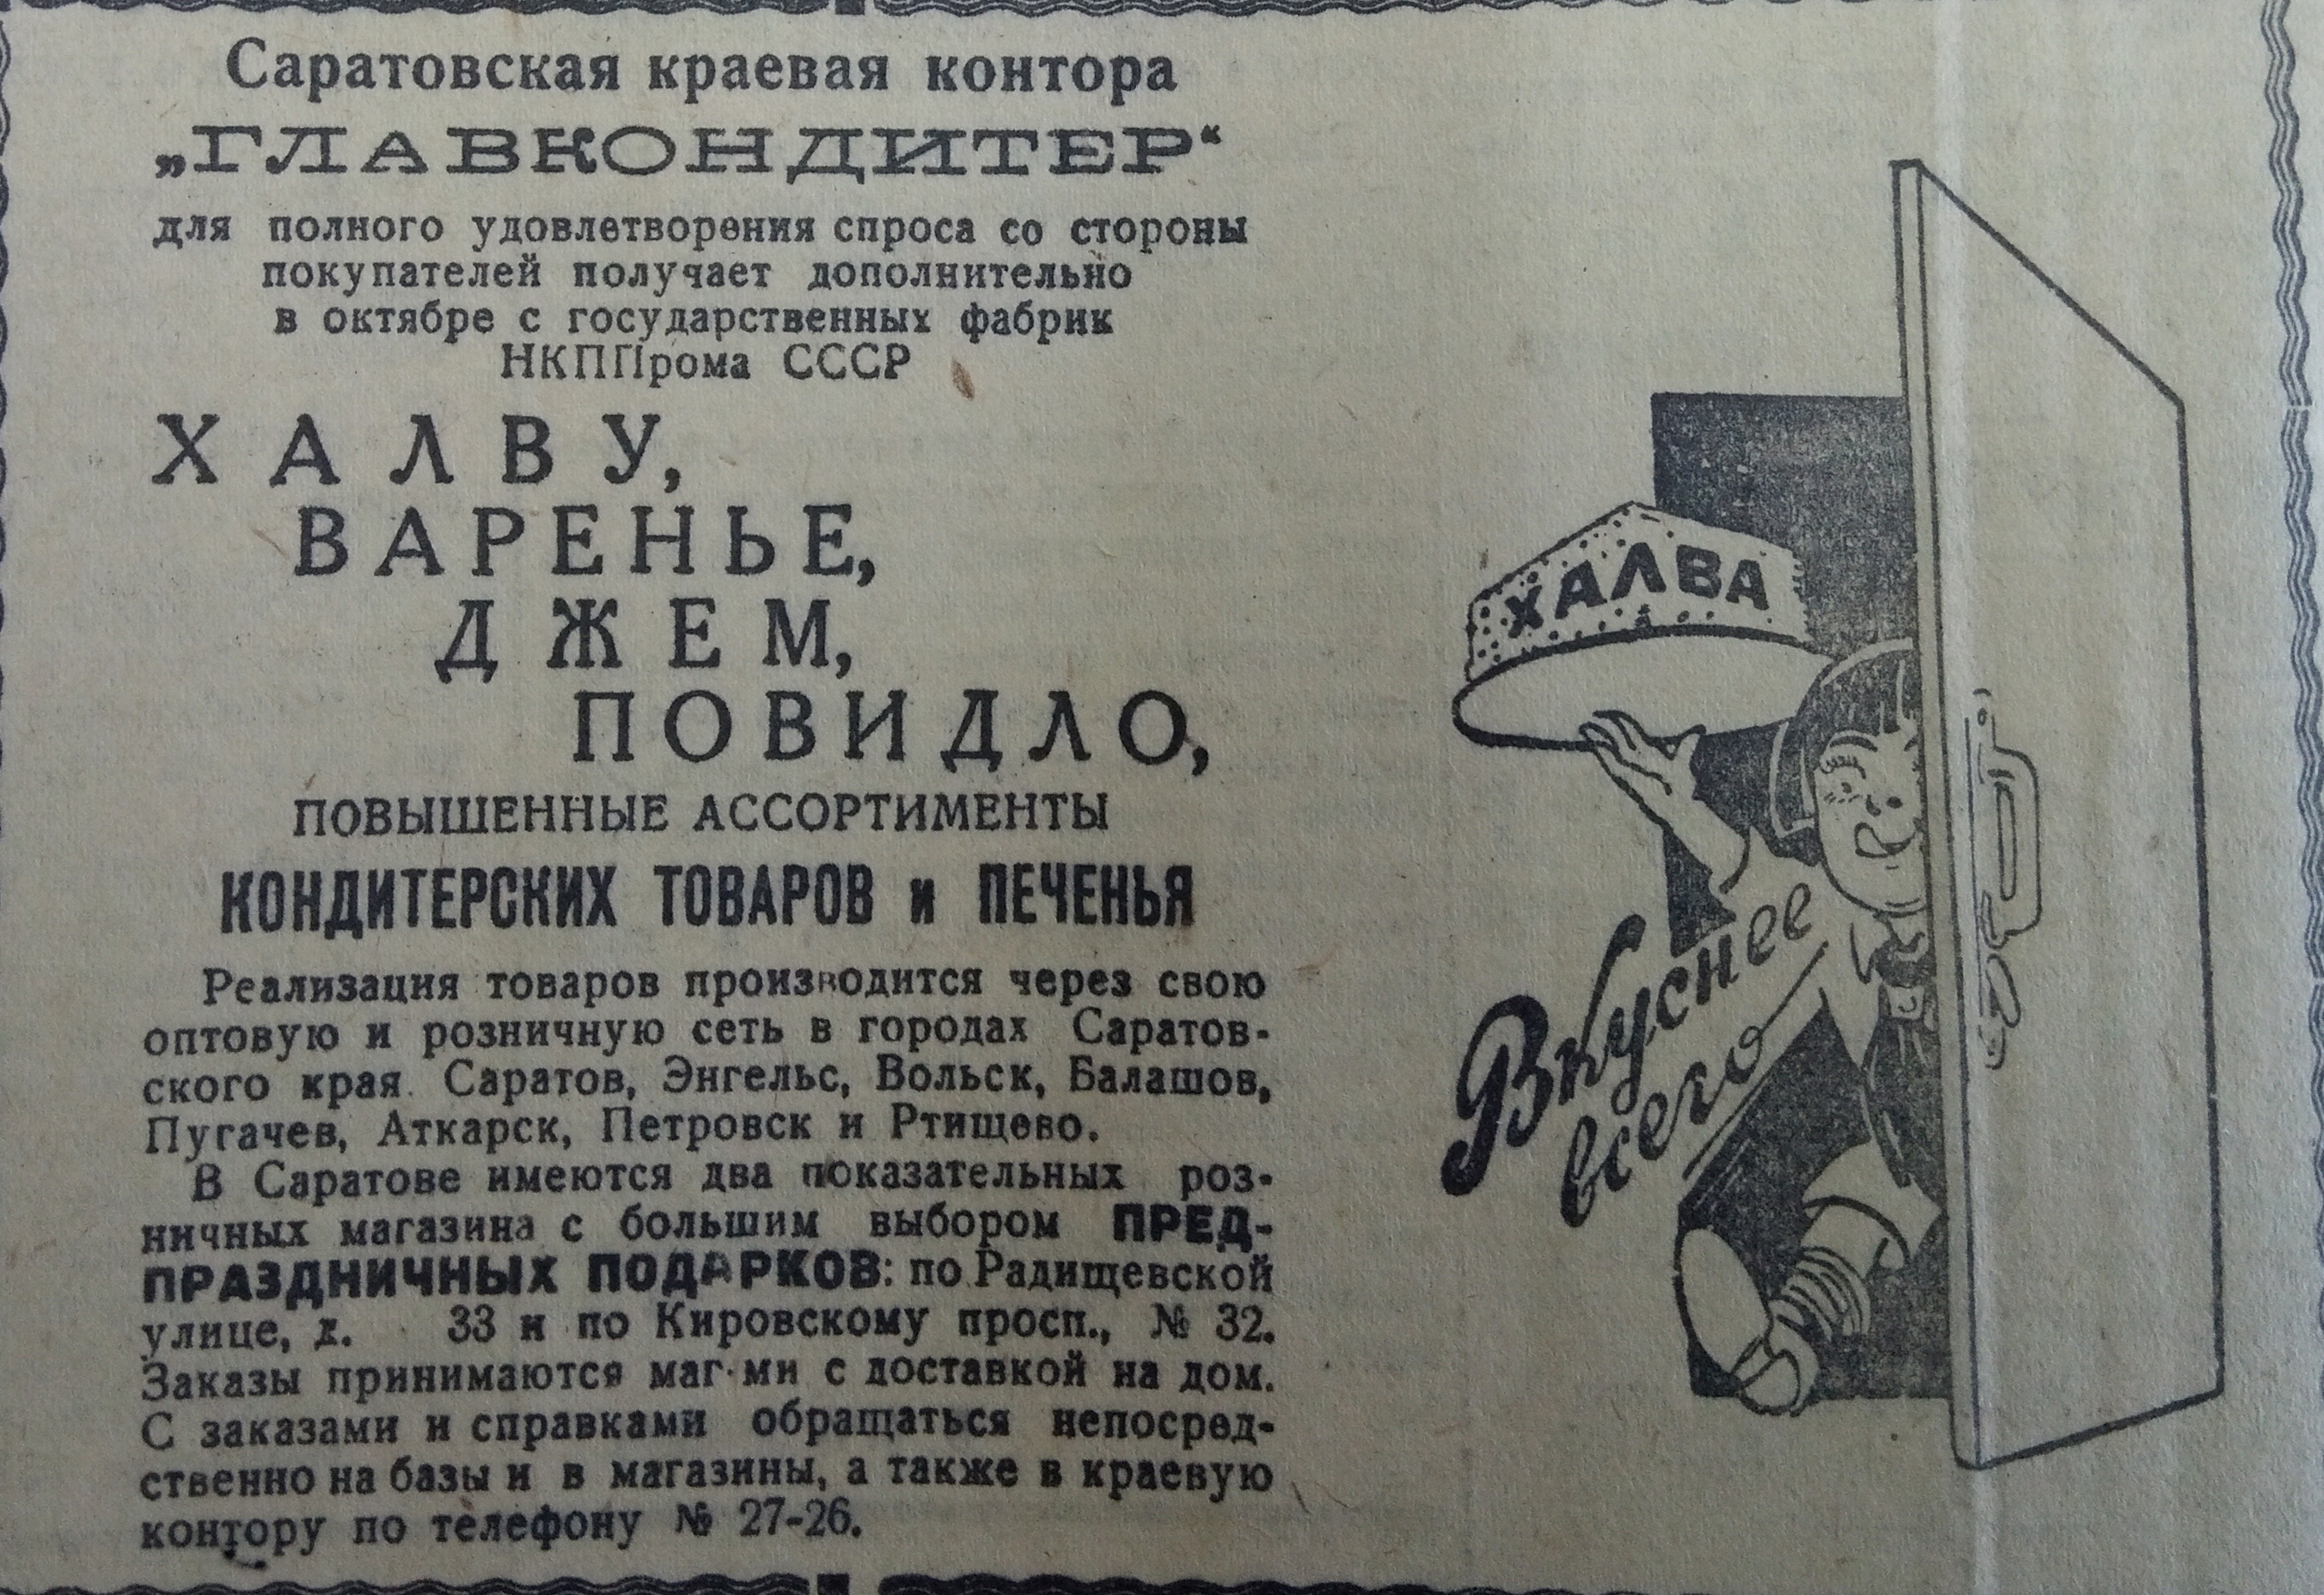 Саратовская краевая контора
„ГЛАВКОНДИТЕР“
для полного удовлетворения спроса со стороны
покупателей получает дополнительно
в октябре с государственных фабрик
НКППрома СССР
ХАЛВУ,
ВАРЕНЬЕ,
ДЖЕМ,
ПОВИДЛО,
ПОВЫШЕННЫЕ АССОРТИМЕНТЫ
КОНДИТЕРСКИХ ТОВАРОВ и ПЕЧЕНЬЯ
Реализация товаров производится через свою
оптовую и розничную сеть в городах Саратов-
ского края. Саратов, Энгельс, Вольск, Балашов,
Пугачев, Аткарск, Петровск и Ртищево.
В Саратове имеются два показательных роз-
ничных магазина с большим выбором ПРЕД-
ПРАЗДНИЧНЫХ ПОДАРКОВ: по Радищевской
улице, д. 33 и по Кировскому просп., № 32.
Заказы принимаются маг-ми с доставкой на дом.
С заказами и справками обращаться непосред-
ственно на базы и в магазины, а также в краевую
контору по телефону № 27-26.
ХАЛВА
Вкуснее
всего